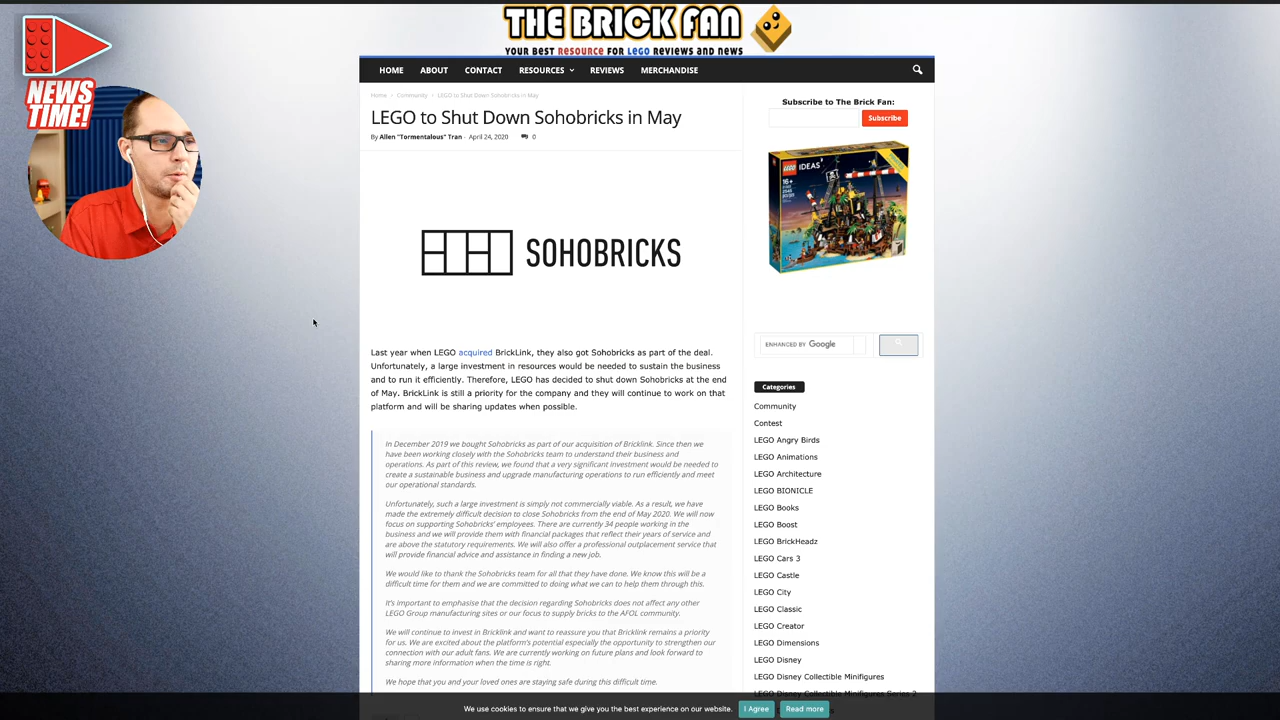 THE BRICK FAN
YOUR BEST RESOURCE FOR LEGO REVIEWS AND NEWS
NEWS
TIME!
HOME ABOUT CONTACT RESOURCES REVIEWS MERCHANDISE
Home > Community > LEGO to Shut Down Sohobricks in May
LEGO to Shut Down Sohobricks in May
By Allen "Tormentalous" Tran - April 24, 2020 0
SOHOBRICKS
Last year when LEGO acquired BrickLink, they also got Sohobricks as part of the deal.
Unfortunately, a large investment in resources would be needed to sustain the business
and to run it efficiently. Therefore, LEGO has decided to shut down Sohobricks at the end
of May. BrickLink is still a priority for the company and they will continue to work on that
platform and will be sharing updates when possible.
In December 2019 we bought Sohobricks as part of our acquisition of Bricklink. Since then we
have been working closely with the Sohobricks team to understand their business and
operations. As part of this review, we found that a very significant investment would be needed to
create a sustainable business and upgrade manufacturing operations to run efficiently and meet
our operational standards.
Unfortunately, such a large investment is simply not commercially viable. As a result, we have
made the extremely difficult decision to close Sohobricks from the end of May 2020. We will now
focus on supporting Sohobricks' employees. There are currently 34 people working in the
business and we will provide them with financial packages that reflect their years of service and
are above the statutory requirements. We will also offer a professional outplacement service that
will provide financial advice and assistance in finding a new job.
We would like to thank the Sohobricks team for all that they have done. We know this will be a
difficult time for them and we are committed to doing what we can to help them through this.
It's important to emphasise that the decision regarding Sohobricks does not affect any other
LEGO Group manufacturing sites or our focus to supply bricks to the AFOL community.
We will continue to invest in Bricklink and want to reassure you that Bricklink remains a priority
for us. We are excited about the platform's potential especially the opportunity to strengthen our
connection with our adult fans. We are currently working on future plans and look forward to
sharing more information when the time is right.
We hope that you and your loved ones are staying safe during this difficult time.
Subscribe to The Brick Fan:
Subscribe
LEGO IDEAS
16+
ENHANCED BY Google
Categories
Community
Contest
LEGO Angry Birds
LEGO Animations
LEGO Architecture
LEGO BIONICLE
LEGO Books
LEGO Boost
LEGO BrickHeadz
LEGO Cars 3
LEGO Castle
LEGO City
LEGO Classic
LEGO Creator
LEGO Dimensions
LEGO Disney
LEGO Disney Collectible Minifigures
LEGO Disney Collectible Minifigures Series 2
We use cookies to ensure that we give you the best experience on our website. I Agree Read more